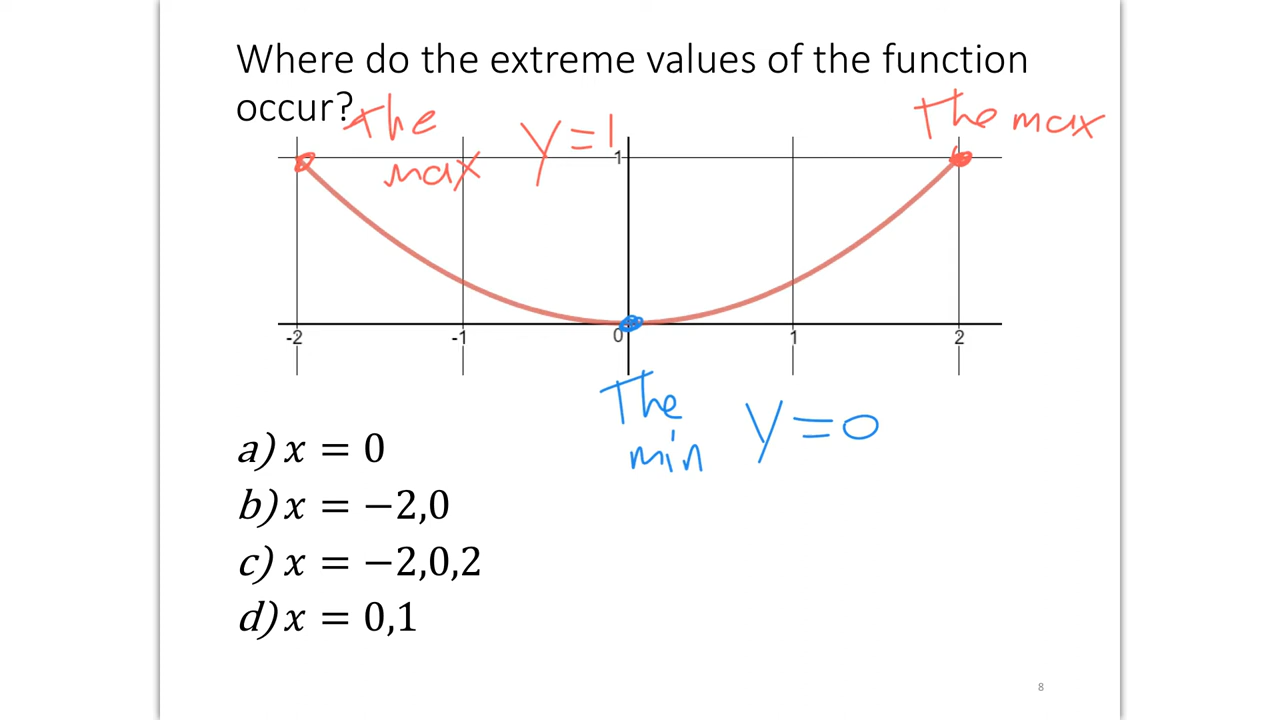 Where do the extreme values of the function
occur?
The
max
y=1
The max
1
-2
-1
0
1
2
The
min
y=0
a) x = 0
b) x = −2,0
c) x = −2,0,2
d) x = 0,1
8